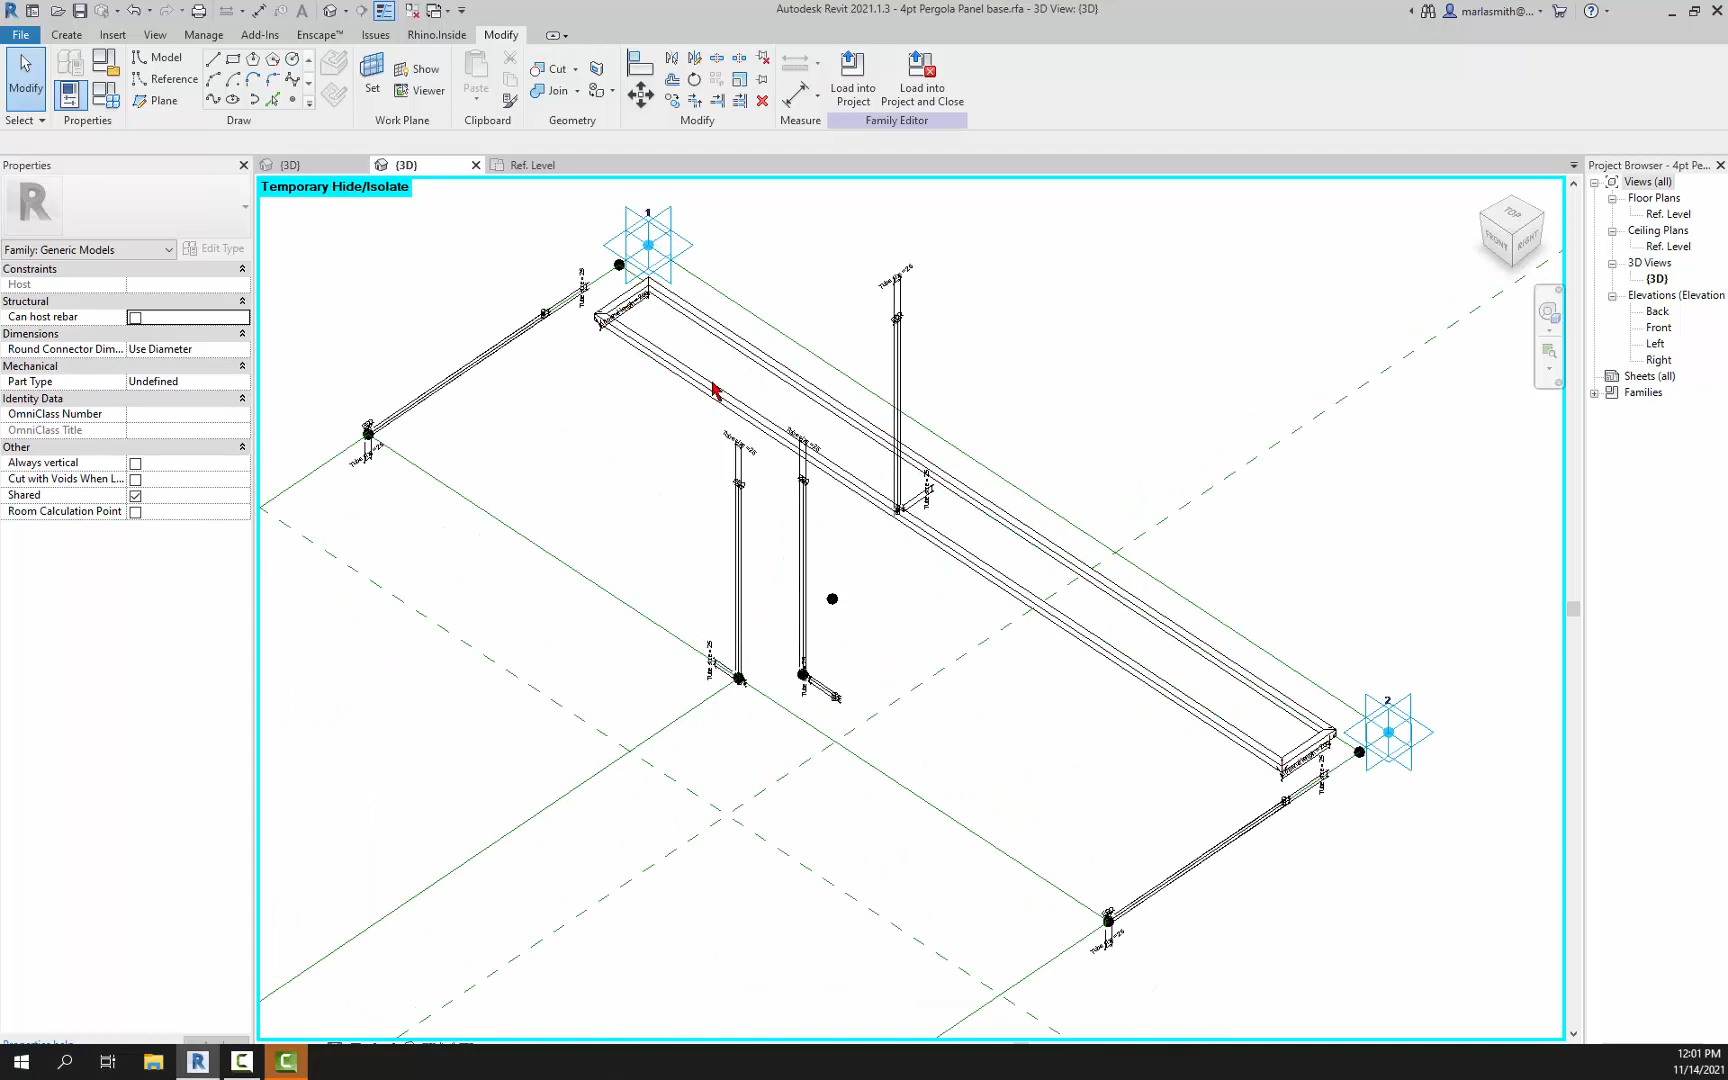 Autodesk Revit 2021.1.3 - 4pt Pergola Panel base.rfa - 3D View: {3D}
marlasmith@...
File Create Insert View Manage Add-Ins Enscape™ Issues Rhino.Inside Modify
Modify
Model
Reference
Plane
Set
Show
Viewer
Paste
Cut
Join
Load into Project
Load into Project and Close
Select Properties Draw Work Plane Clipboard Geometry Modify Measure Family Editor
Properties
{3D} {3D} Ref. Level
Project Browser - 4pt Pe...
Temporary Hide/Isolate
Family: Generic Models
Edit Type
Constraints
Host
Structural
Can host rebar
Dimensions
Round Connector Dim... Use Diameter
Mechanical
Part Type Undefined
Identity Data
OmniClass Number
OmniClass Title
Other
Always vertical
Cut with Voids When L...
Shared
Room Calculation Point
1
2
TOP
FRONT
RIGHT
Views (all)
Floor Plans
Ref. Level
Ceiling Plans
Ref. Level
3D Views
{3D}
Elevations (Elevation
Back
Front
Left
Right
Sheets (all)
Families
12:01 PM
11/14/2021